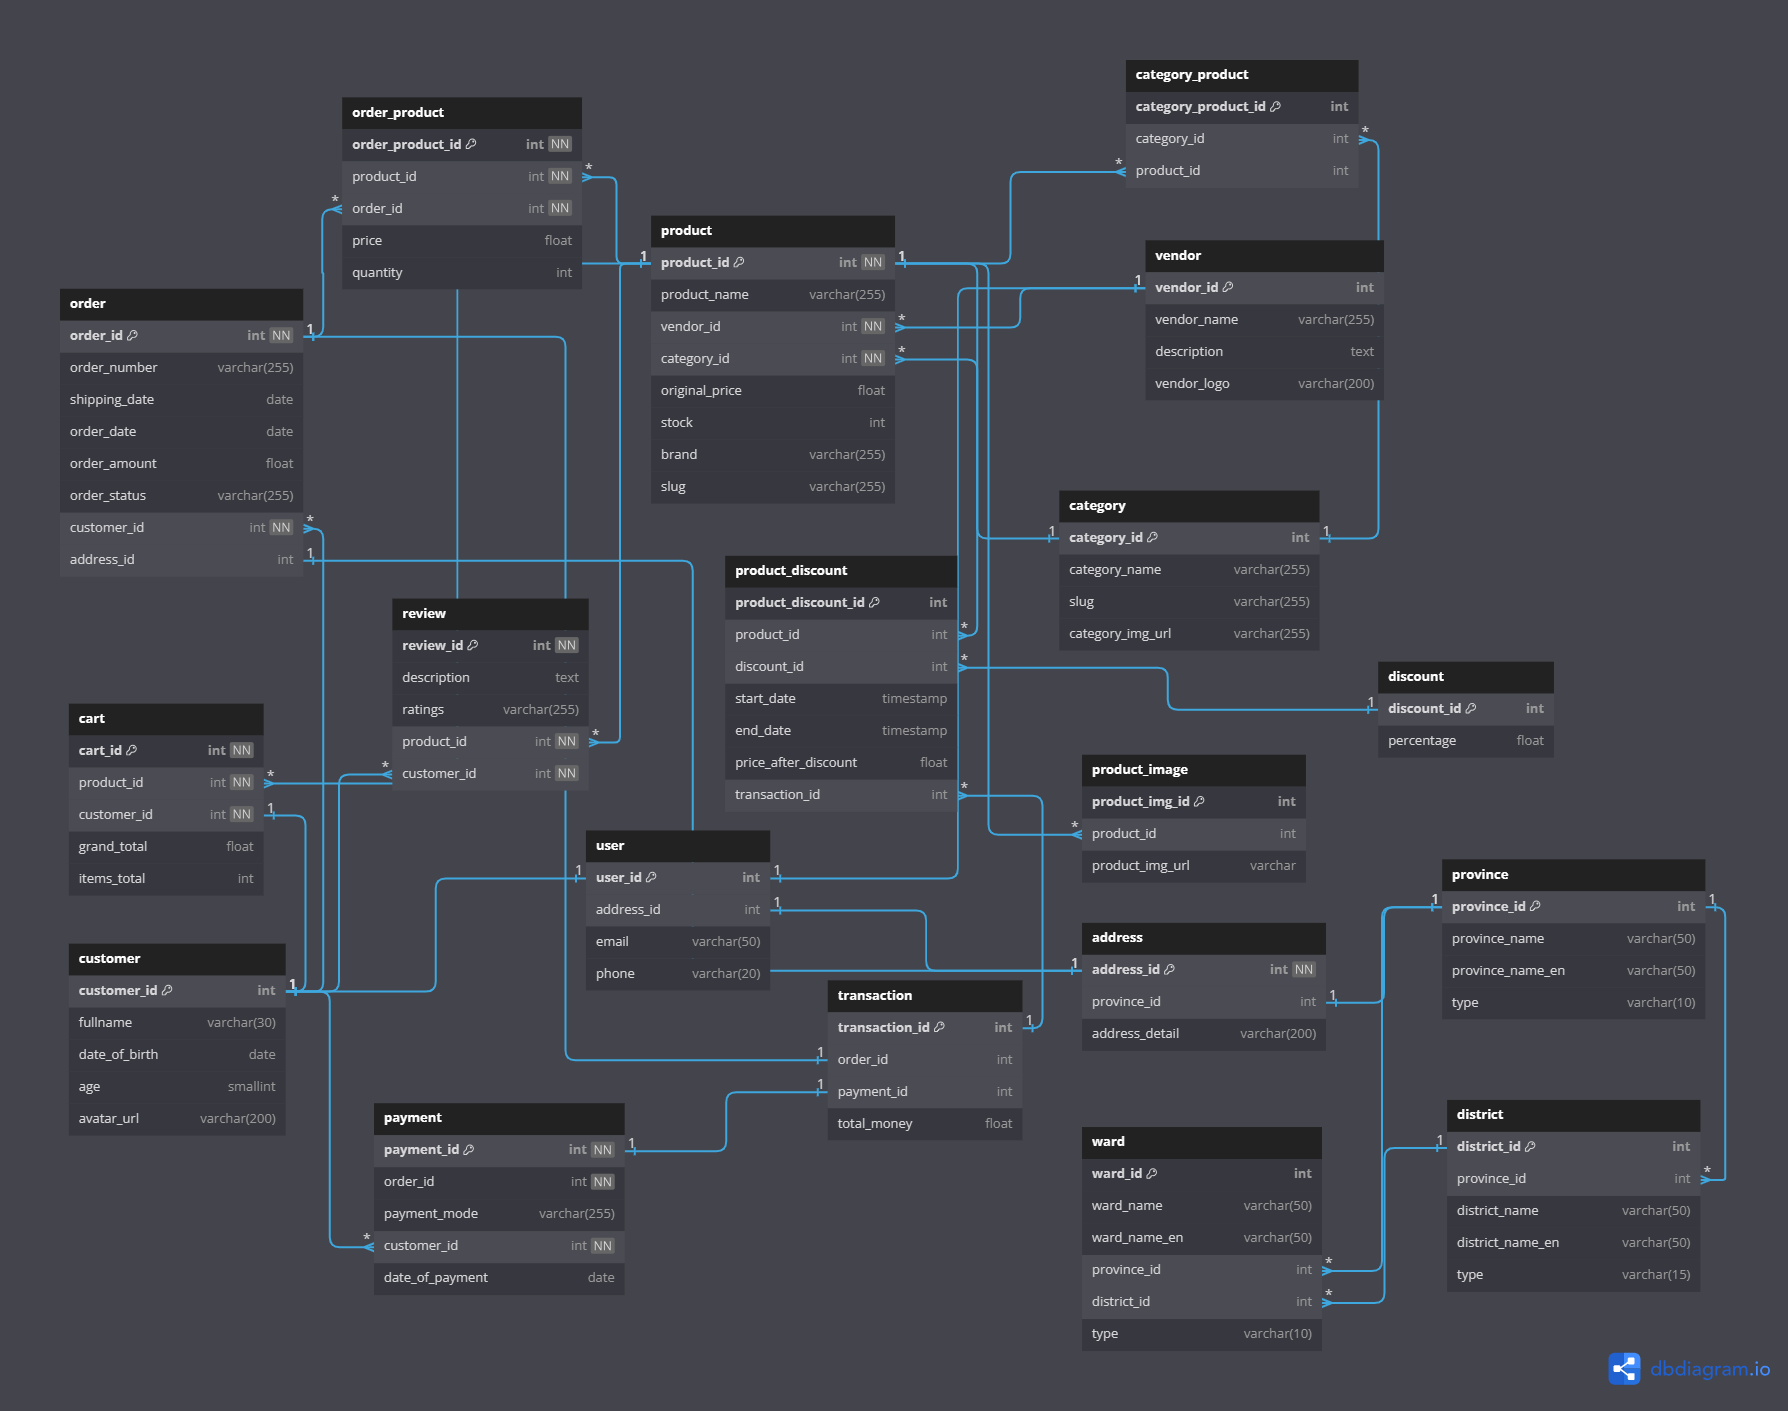 category_product
category_product_id int
category_id int
product_id int
order_product
order_product_id int NN
product_id int NN
order_id int NN
price float
quantity int
product
product_id int NN
product_name varchar(255)
vendor_id int NN
category_id int NN
original_price float
stock int
brand varchar(255)
slug varchar(255)
vendor
vendor_id int
vendor_name varchar(255)
description text
vendor_logo varchar(200)
order
order_id int NN
order_number varchar(255)
shipping_date date
order_date date
order_amount float
order_status varchar(255)
customer_id int NN
address_id int
category
category_id int
category_name varchar(255)
slug varchar(255)
category_img_url varchar(255)
product_discount
product_discount_id int
product_id int
discount_id int
start_date timestamp
end_date timestamp
price_after_discount float
transaction_id int
review
review_id int NN
description text
ratings varchar(255)
product_id int NN
customer_id int NN
discount
discount_id int
percentage float
cart
cart_id int NN
product_id int NN
customer_id int NN
grand_total float
items_total int
product_image
product_img_id int
product_id int
product_img_url varchar
user
user_id int
address_id int
email varchar(50)
phone varchar(20)
province
province_id int
province_name varchar(50)
province_name_en varchar(50)
type varchar(10)
address
address_id int NN
province_id int
address_detail varchar(200)
customer
customer_id int
fullname varchar(30)
date_of_birth date
age smallint
avatar_url varchar(200)
transaction
transaction_id int
order_id int
payment_id int
total_money float
payment
payment_id int NN
order_id int NN
payment_mode varchar(255)
customer_id int NN
date_of_payment date
district
district_id int
province_id int
district_name varchar(50)
district_name_en varchar(50)
type varchar(15)
ward
ward_id int
ward_name varchar(50)
ward_name_en varchar(50)
province_id int
district_id int
type varchar(10)
dbdiagram.io